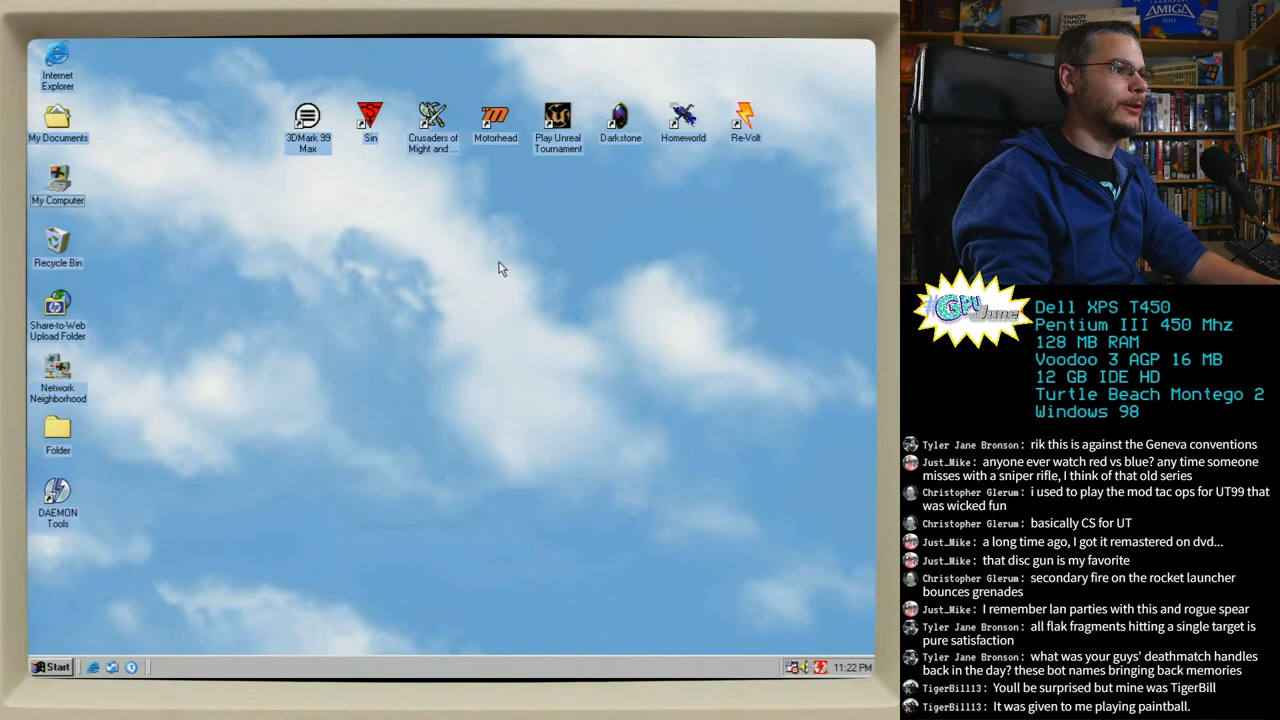 AMIGA
500
TANDY
Internet
Explorer
My Documents
My Computer
Recycle Bin
Share-to-Web
Upload Folder
Network
Neighborhood
Folder
DAEMON
Tools
3DMark 99
Max
Sin
Crusaders of
Might and ...
Motorhead
Play Unreal
Tournament
Darkstone
Homeworld
Re-Volt
Start
11:22 PM
#GPU
June
Dell XPS T450
Pentium III 450 Mhz
128 MB RAM
Voodoo 3 AGP 16 MB
12 GB IDE HD
Turtle Beach Montego 2
Windows 98
Tyler Jane Bronson: rik this is against the Geneva conventions
Just_Mike: anyone ever watch red vs blue? any time someone
misses with a sniper rifle, I think of that old series
Christopher Glerum: i used to play the mod tac ops for UT99 that
was wicked fun
Christopher Glerum: basically CS for UT
Just_Mike: a long time ago, I got it remastered on dvd...
Just_Mike: that disc gun is my favorite
Christopher Glerum: secondary fire on the rocket launcher
bounces grenades
Just_Mike: I remember lan parties with this and rogue spear
Tyler Jane Bronson: all flak fragments hitting a single target is
pure satisfaction
Tyler Jane Bronson: what was your guys' deathmatch handles
back in the day? these bot names bringing back memories
TigerBill13: Youll be surprised but mine was TigerBill
TigerBill13: It was given to me playing paintball.